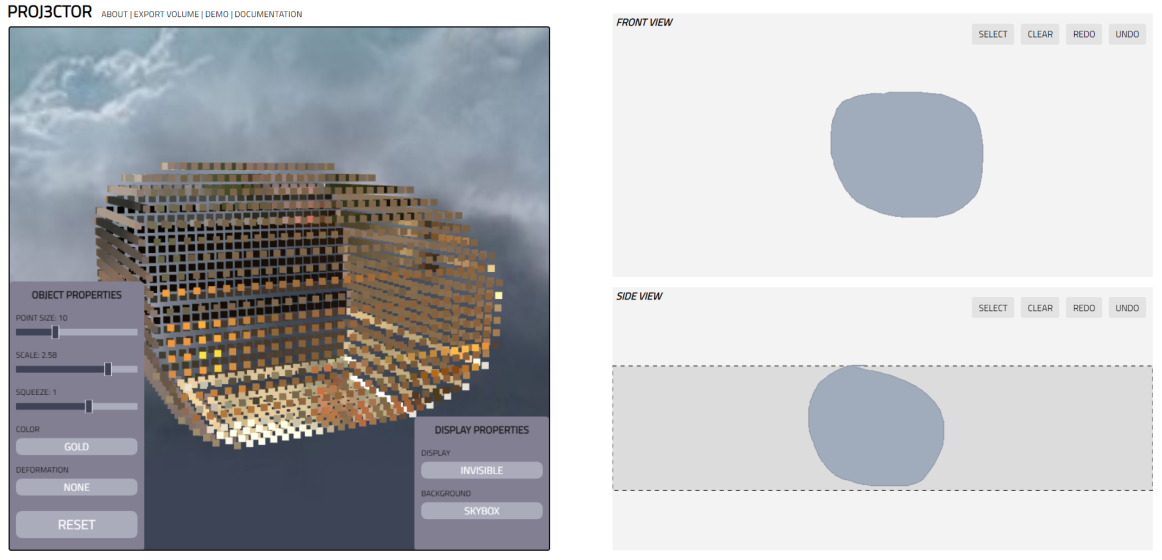 PROJ3CTOR ABOUT | EXPORT VOLUME | DEMO | DOCUMENTATION
OBJECT PROPERTIES
POINT SIZE: 10
SCALE: 2.58
SQUEEZE: 1
COLOR
GOLD
DEFORMATION
NONE
RESET
DISPLAY PROPERTIES
DISPLAY
INVISIBLE
BACKGROUND
SKYBOX
FRONT VIEW
SELECT CLEAR REDO UNDO
SIDE VIEW
SELECT CLEAR REDO UNDO